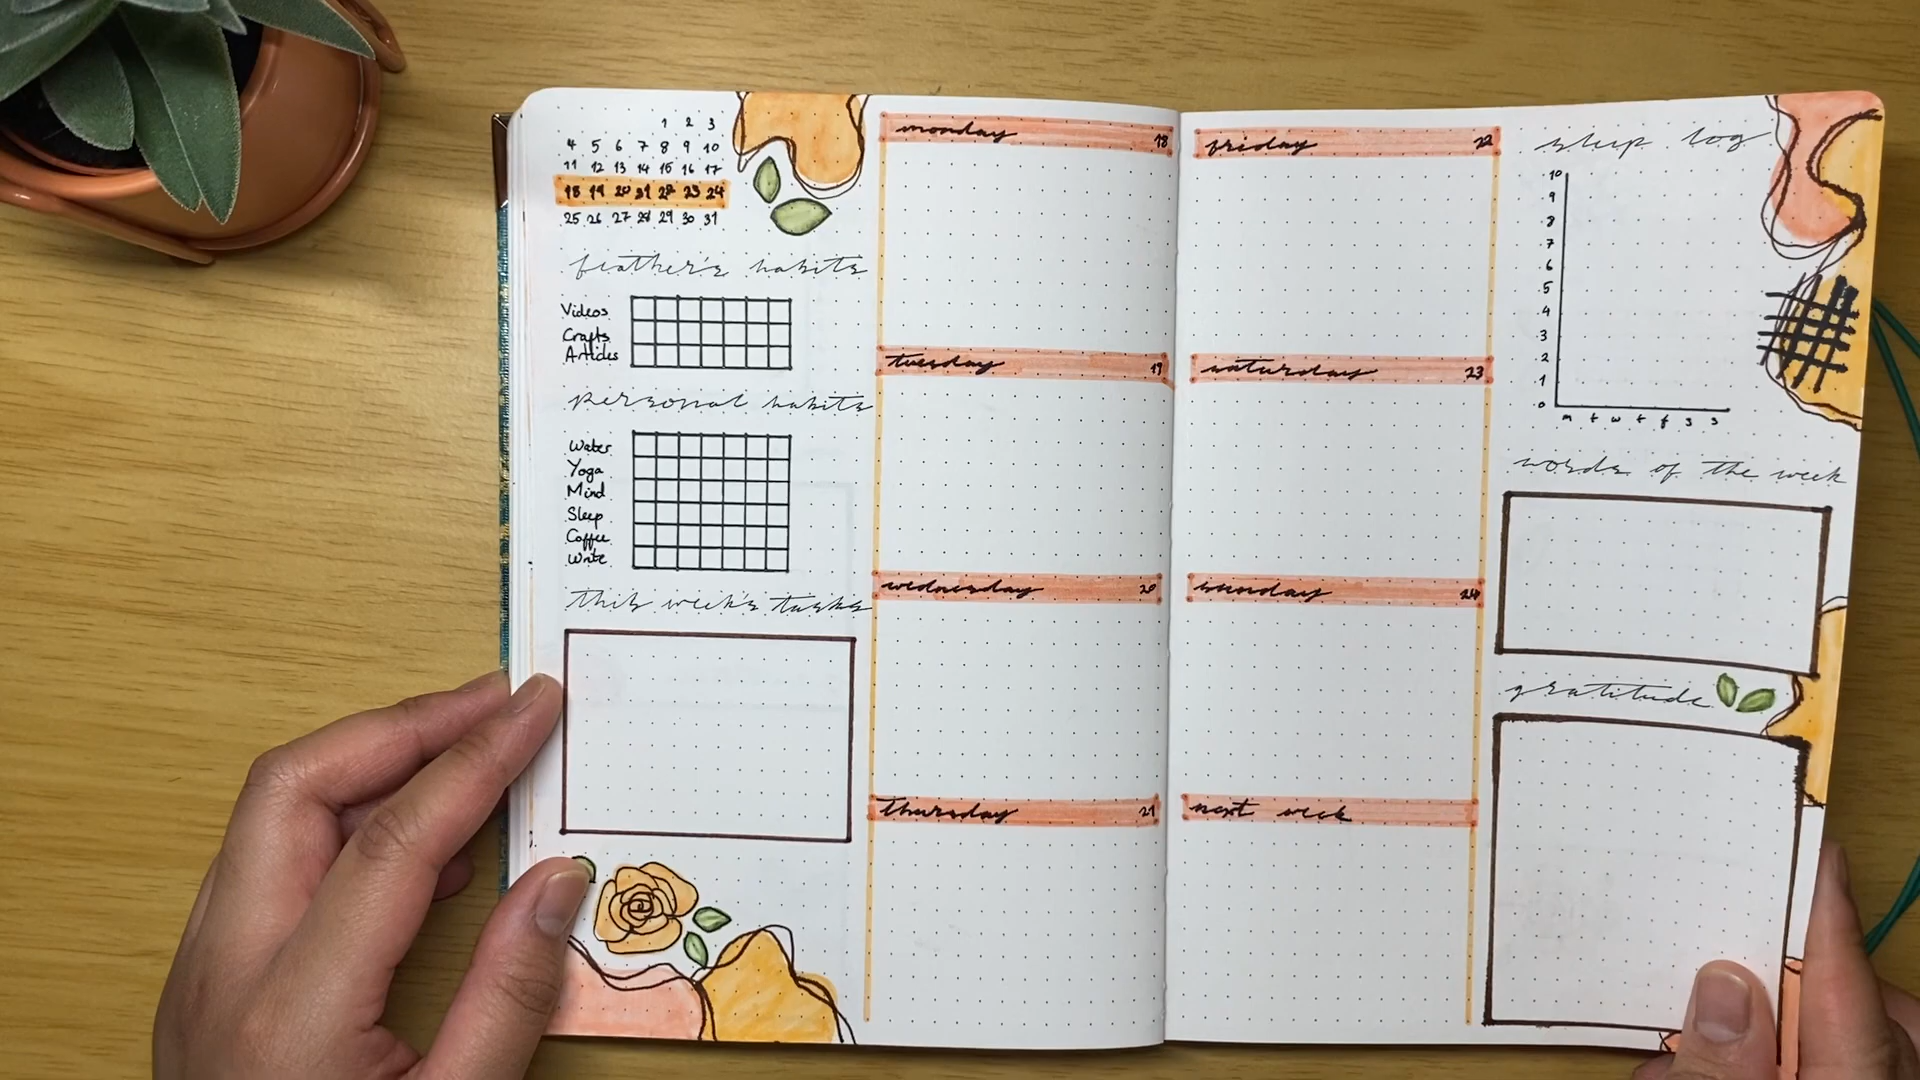 1 2 3
4 5 6 7 8 9 10
11 12 13 14 15 16 17
18 19 20 21 22 23 24
25 26 27 28 29 30 31
feather's habits
Videos
Crafts
Articles
personal habits
Water
Yoga
Mind
Sleep
Coffee
Write
this week's tasks
monday 18
tuesday 19
wednesday 20
thursday 21
friday 22
saturday 23
sunday 24
next week
sleep log
10
9
8
7
6
5
4
3
2
1
0
m t w t f s s
words of the week
gratitude